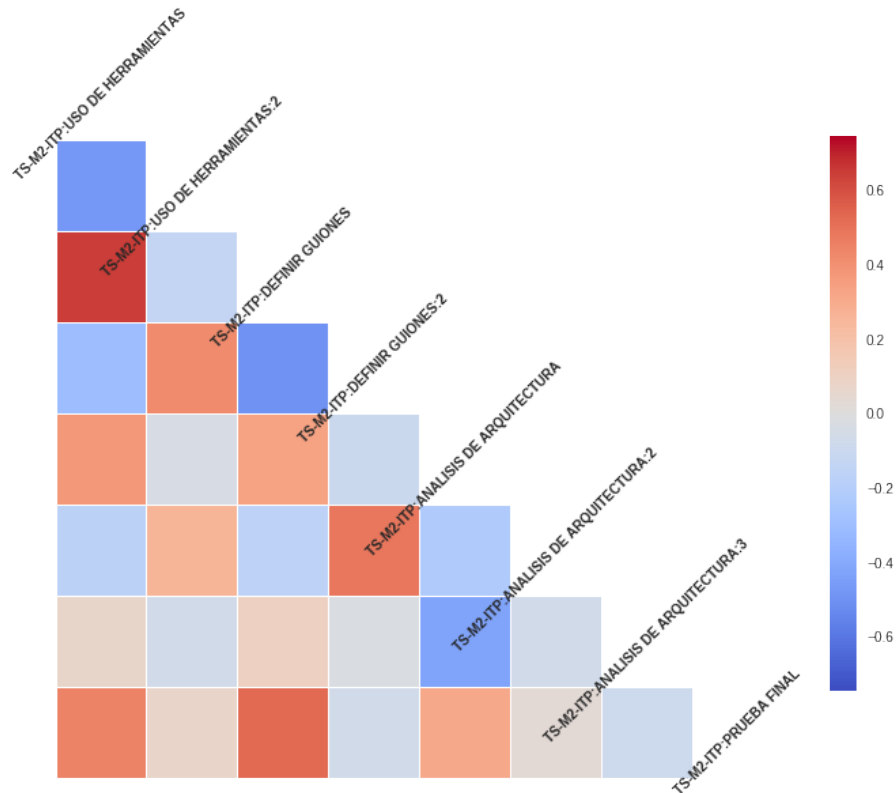 TS-M2-ITP:USO DE HERRAMIENTAS
TS-M2-ITP:USO DE HERRAMIENTAS:2
TS-M2-ITP:DEFINIR GUIONES
TS-M2-ITP:DEFINIR GUIONES:2
TS-M2-ITP:ANALISIS DE ARQUITECTURA
TS-M2-ITP:ANALISIS DE ARQUITECTURA:2
TS-M2-ITP:ANALISIS DE ARQUITECTURA:3
TS-M2-ITP:PRUEBA FINAL
0.6
0.4
0.2
0.0
−0.2
−0.4
−0.6